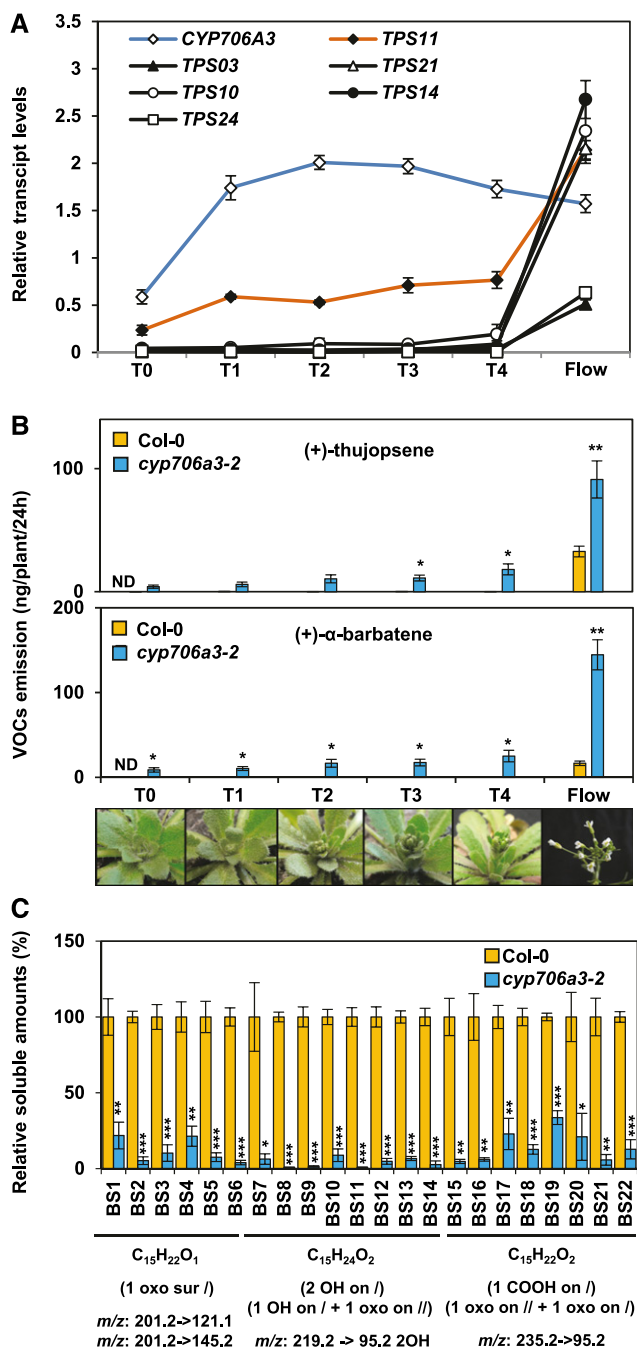 A
Relative transcipt levels
3.5
3
2.5
2
1.5
1
0.5
0
CYP706A3
TPS11
TPS03
TPS21
TPS10
TPS14
TPS24
T0 T1 T2 T3 T4 Flow
B
VOCs emission (ng/plant/24h)
Col-0
cyp706a3-2
(+)-thujopsene
100
0
ND
* * **
200
Col-0
cyp706a3-2
(+)-α-barbatene
100
0
ND
* * * * * **
T0 T1 T2 T3 T4 Flow
C
Relative soluble amounts (%)
150
100
50
0
Col-0
cyp706a3-2
** *** *** ** *** *** * *** *** *** *** *** *** *** ** ** ** *** *** * ** ***
BS1 BS2 BS3 BS4 BS5 BS6 BS7 BS8 BS9 BS10 BS11 BS12 BS13 BS14 BS15 BS16 BS17 BS18 BS19 BS20 BS21 BS22
C₁₅H₂₂O₁ C₁₅H₂₄O₂ C₁₅H₂₂O₂
(1 oxo sur /) (2 OH on /) (1 COOH on /)
(1 OH on / + 1 oxo on //) (1 oxo on // + 1 oxo on /)
m/z: 201.2->121.1
m/z: 201.2->145.2 m/z: 219.2 -> 95.2 2OH m/z: 235.2->95.2